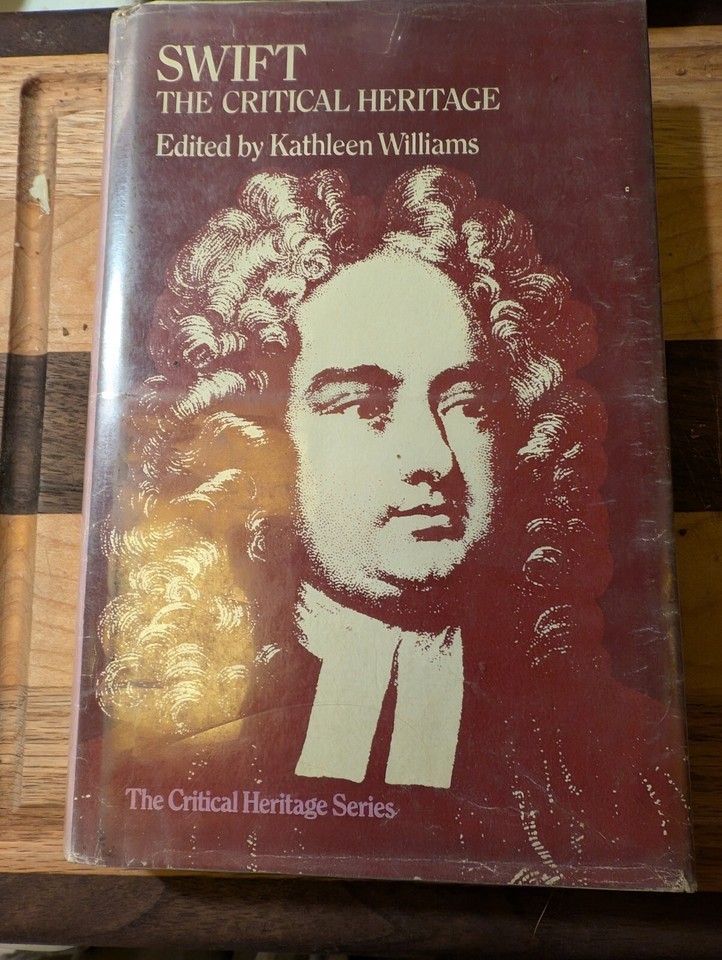 SWIFT
THE CRITICAL HERITAGE
Edited by Kathleen Williams
The Critical Heritage Series